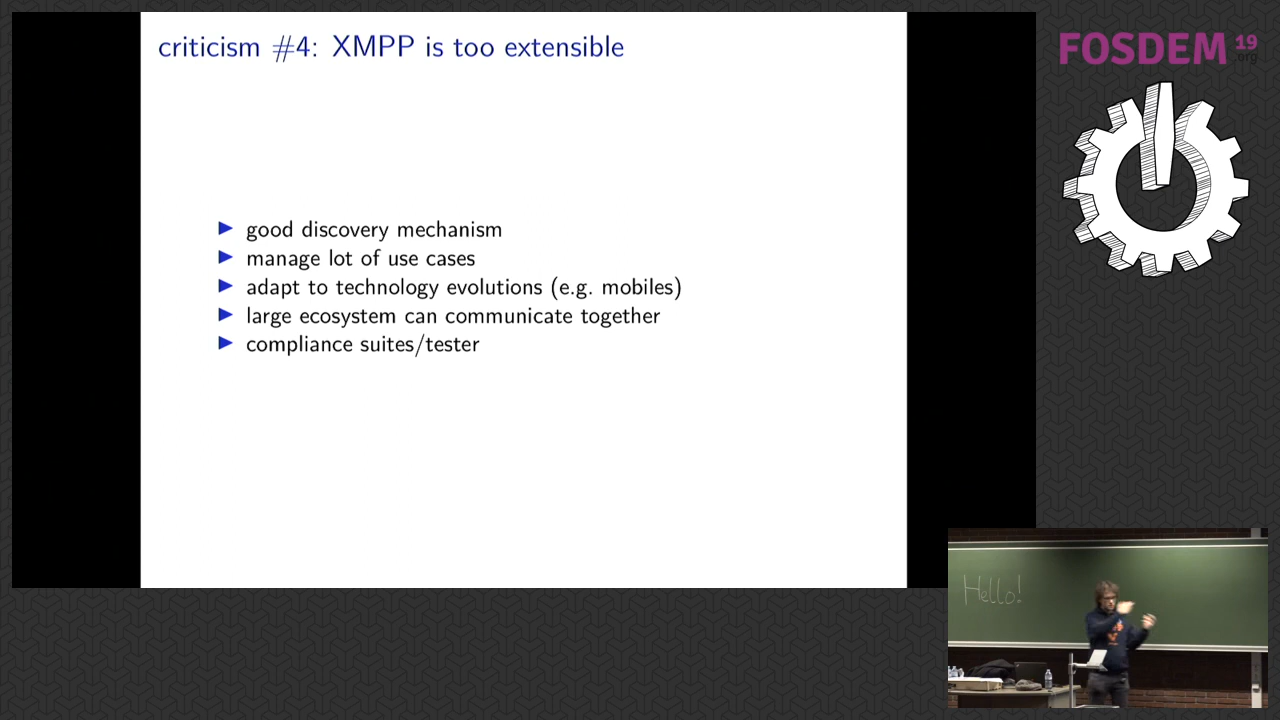 criticism #4: XMPP is too extensible
good discovery mechanism
manage lot of use cases
adapt to technology evolutions (e.g. mobiles)
large ecosystem can communicate together
compliance suites/tester
FOSDEM 19
.org
Hello!